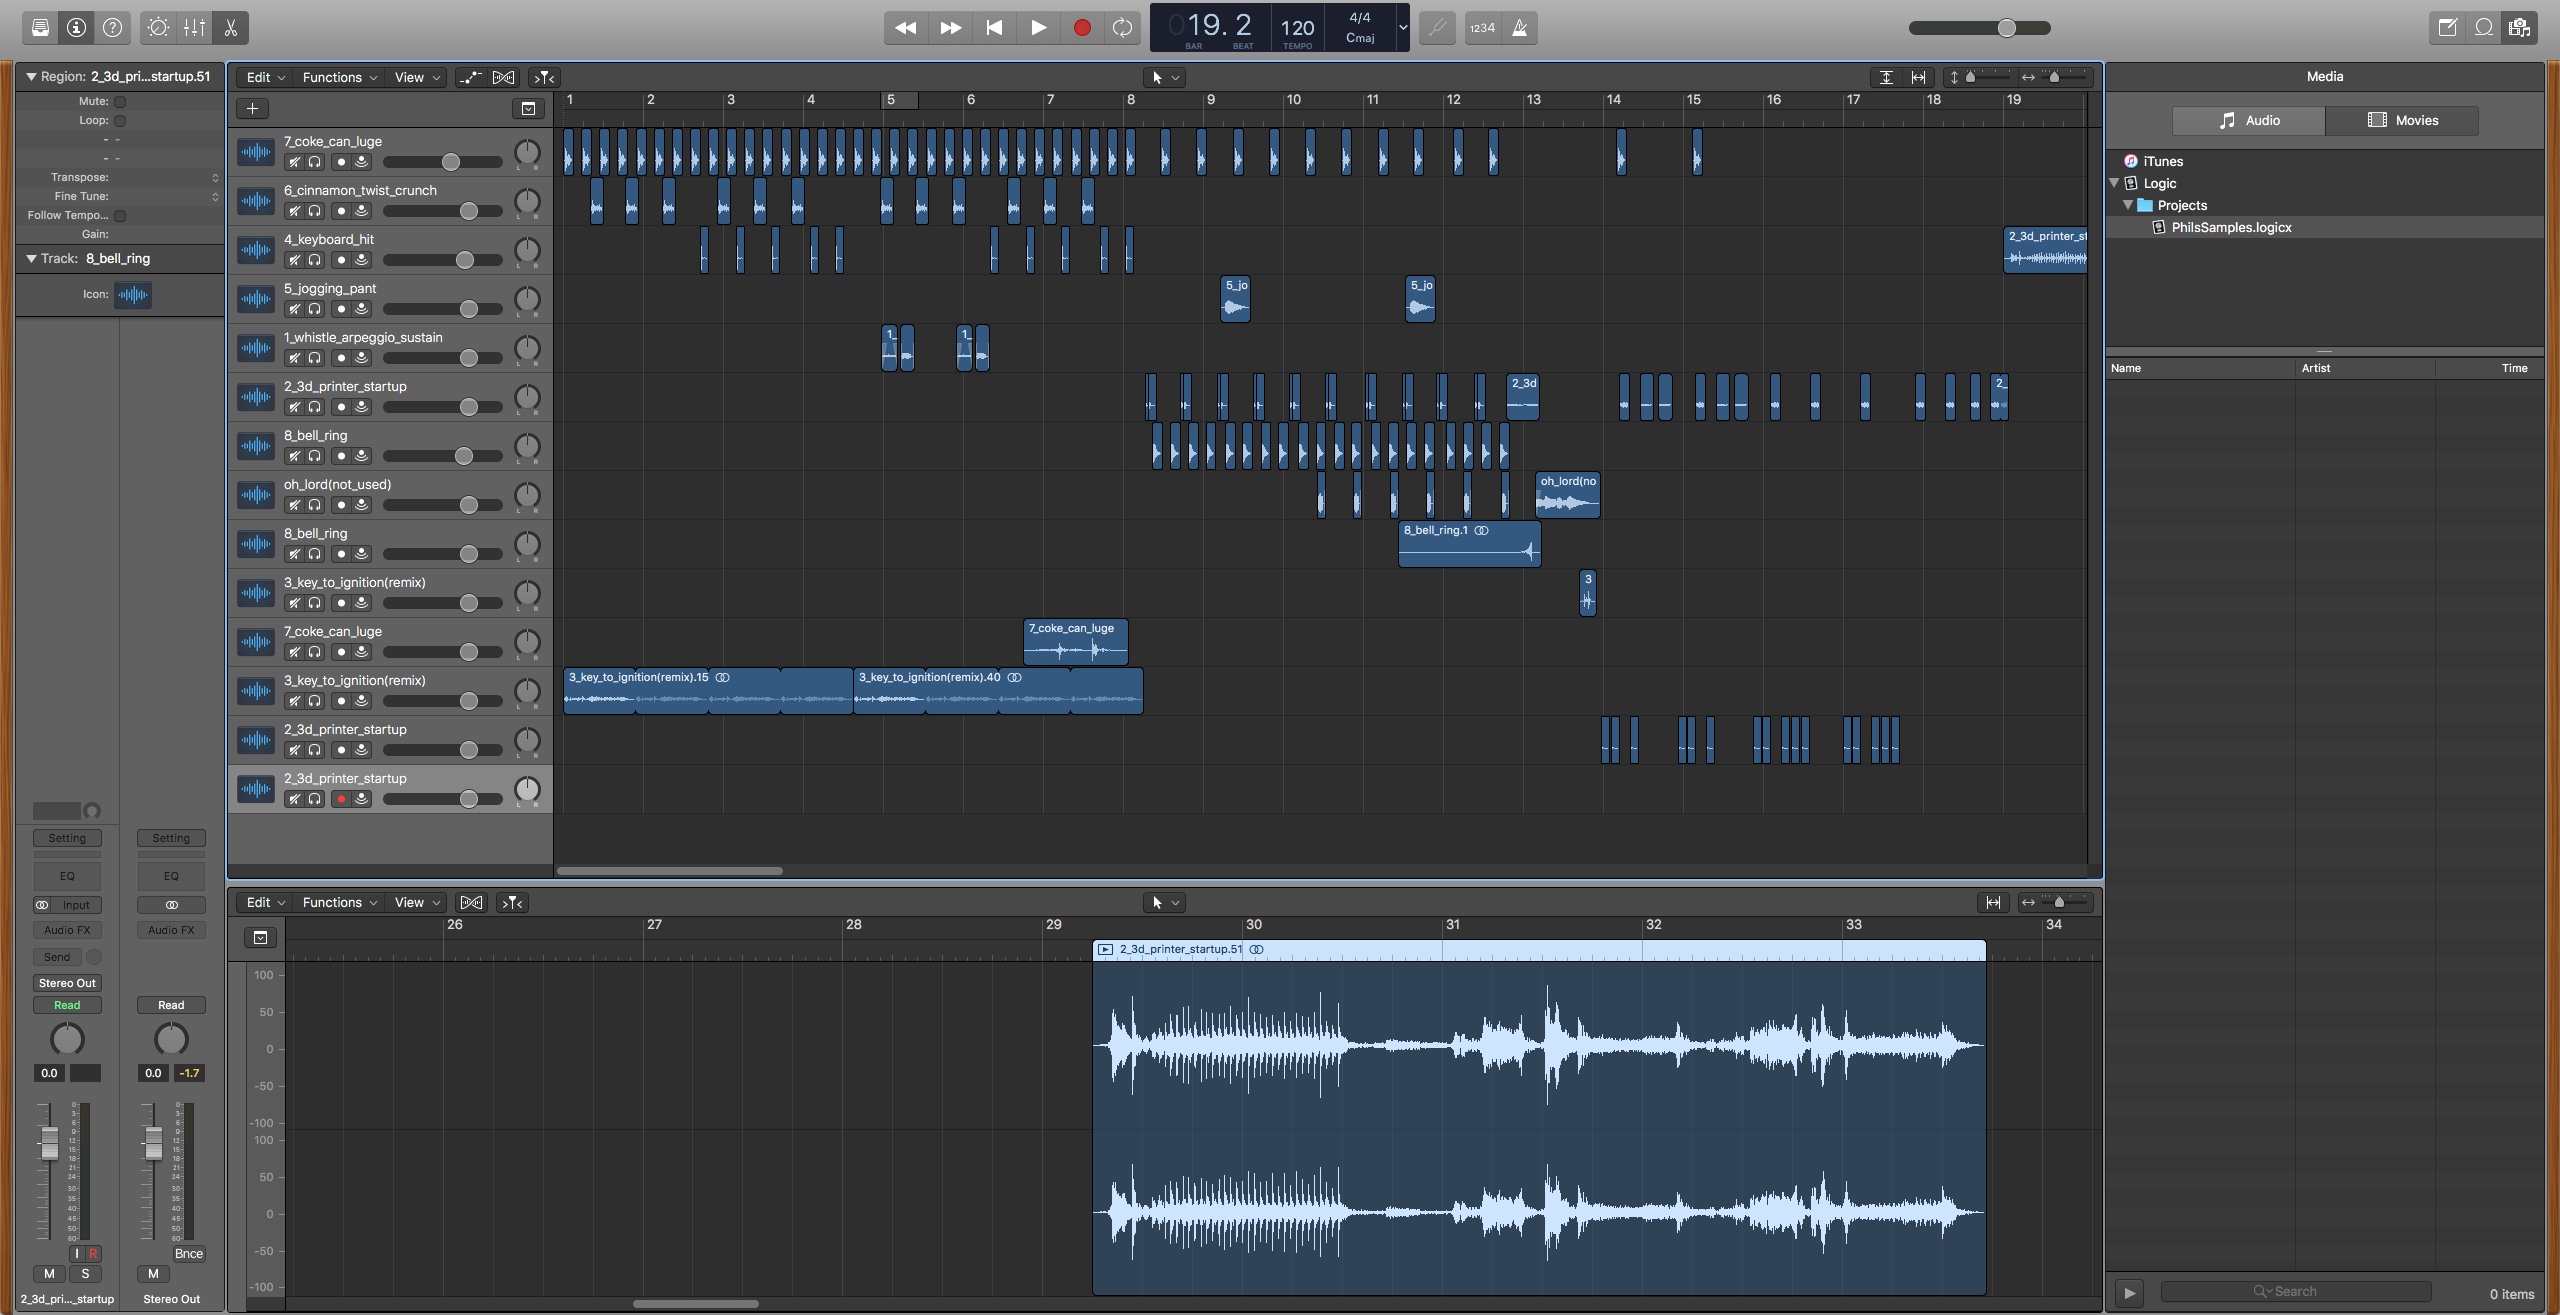 1234
019. 2
BAR BEAT
120
TEMPO
4/4
Cmaj
Region: 2_3d_pri...startup.51
Mute:
Loop:
- -
- -
Transpose:
Fine Tune:
Follow Tempo...
Gain:
Track: 8_bell_ring
Icon:
Setting Setting
EQ EQ
Input
Audio FX Audio FX
Send
Stereo Out
Read Read
0.0 0.0 -1.7
I R Bnce
M S M
2_3d_pri..._startup Stereo Out
Edit Functions View
1 2 3 4 5 6 7 8 9 10 11 12 13 14 15 16 17 18 19
7_coke_can_luge
6_cinnamon_twist_crunch
4_keyboard_hit
2_3d_printer_st
5_jogging_pant
5_jo 5_jo
1_whistle_arpeggio_sustain
1_ 1_
2_3d_printer_startup
2_3d 2_
8_bell_ring
oh_lord(not_used)
oh_lord(no
8_bell_ring
8_bell_ring.1
3_key_to_ignition(remix)
3
7_coke_can_luge
7_coke_can_luge
3_key_to_ignition(remix)
3_key_to_ignition(remix).15 3_key_to_ignition(remix).40
2_3d_printer_startup
2_3d_printer_startup
Edit Functions View
26 27 28 29 30 31 32 33 34
2_3d_printer_startup.51
100
50
0
-50
-100
100
50
0
-50
-100
Media
Audio Movies
iTunes
Logic
Projects
PhilsSamples.logicx
Name Artist Time
Search 0 items